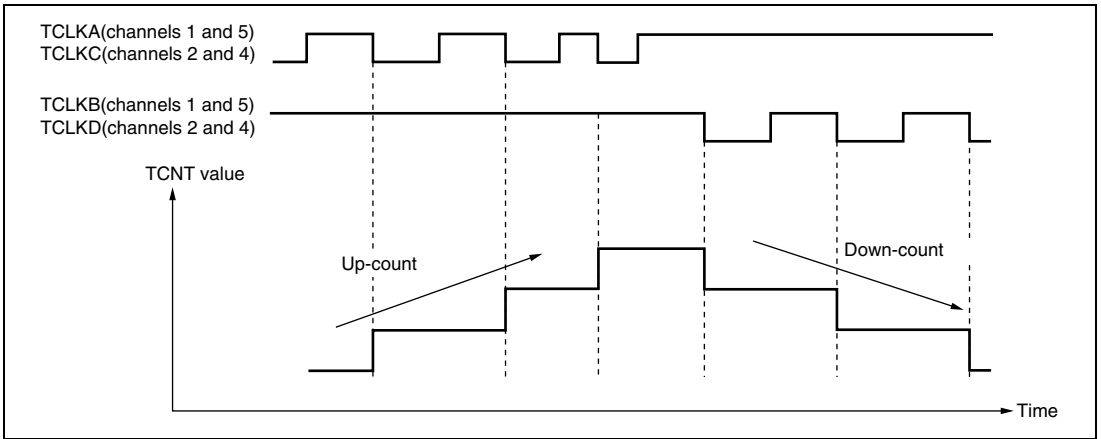 TCLKA(channels 1 and 5)
TCLKC(channels 2 and 4)
TCLKB(channels 1 and 5)
TCLKD(channels 2 and 4)
TCNT value
Up-count
Down-count
Time